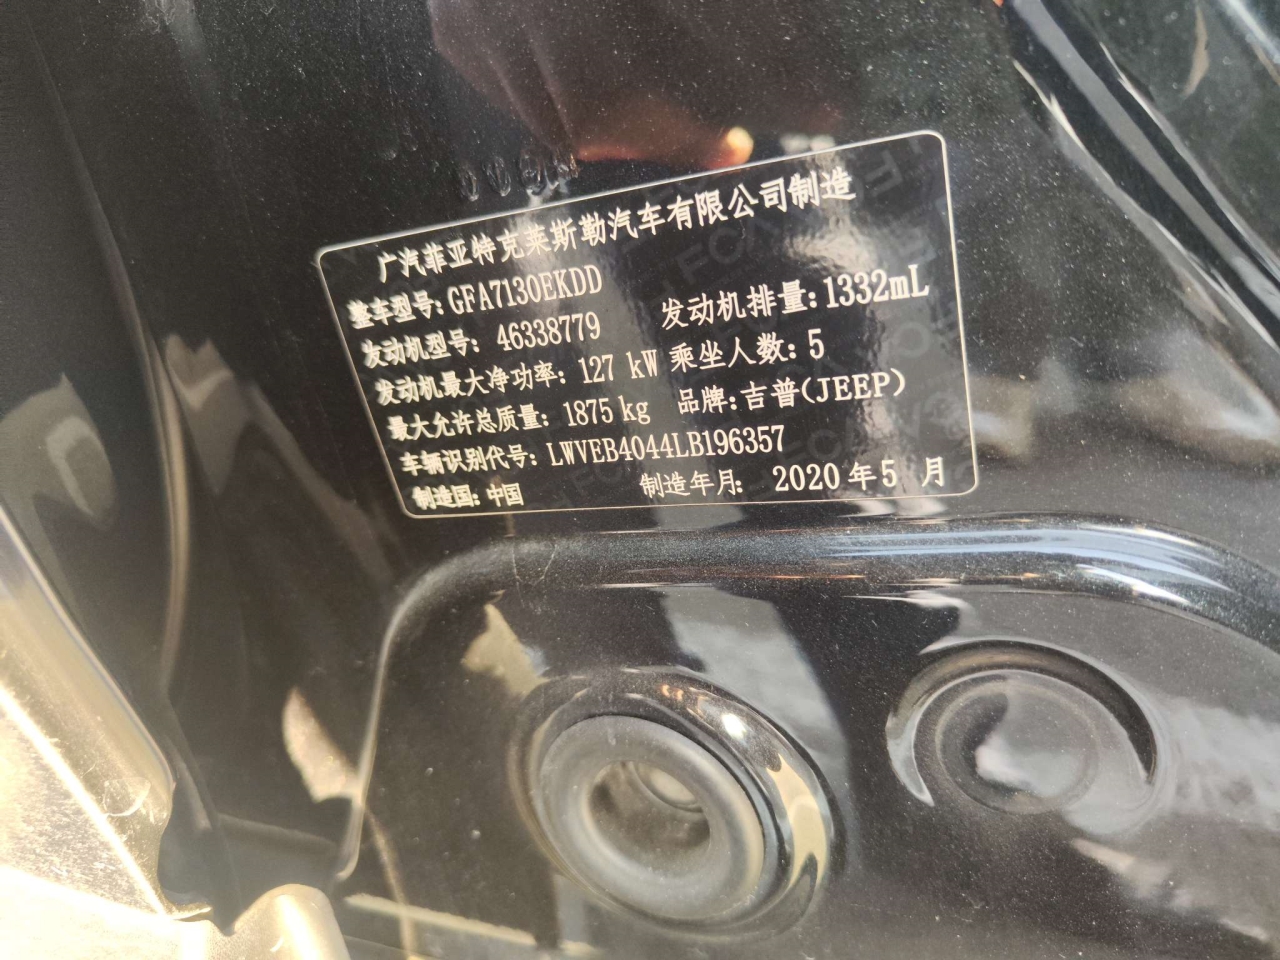 广汽菲亚特克莱斯勒汽车有限公司制造
整车型号: GFA7130EKDD
发动机型号: 46338779 发动机排量: 1332mL
发动机最大净功率: 127 kW 乘坐人数: 5
最大允许总质量: 1875 kg 品牌: 吉普(JEEP)
车辆识别代号: LWVEB4044LB196357
制造国: 中国 制造年月: 2020 年 5 月